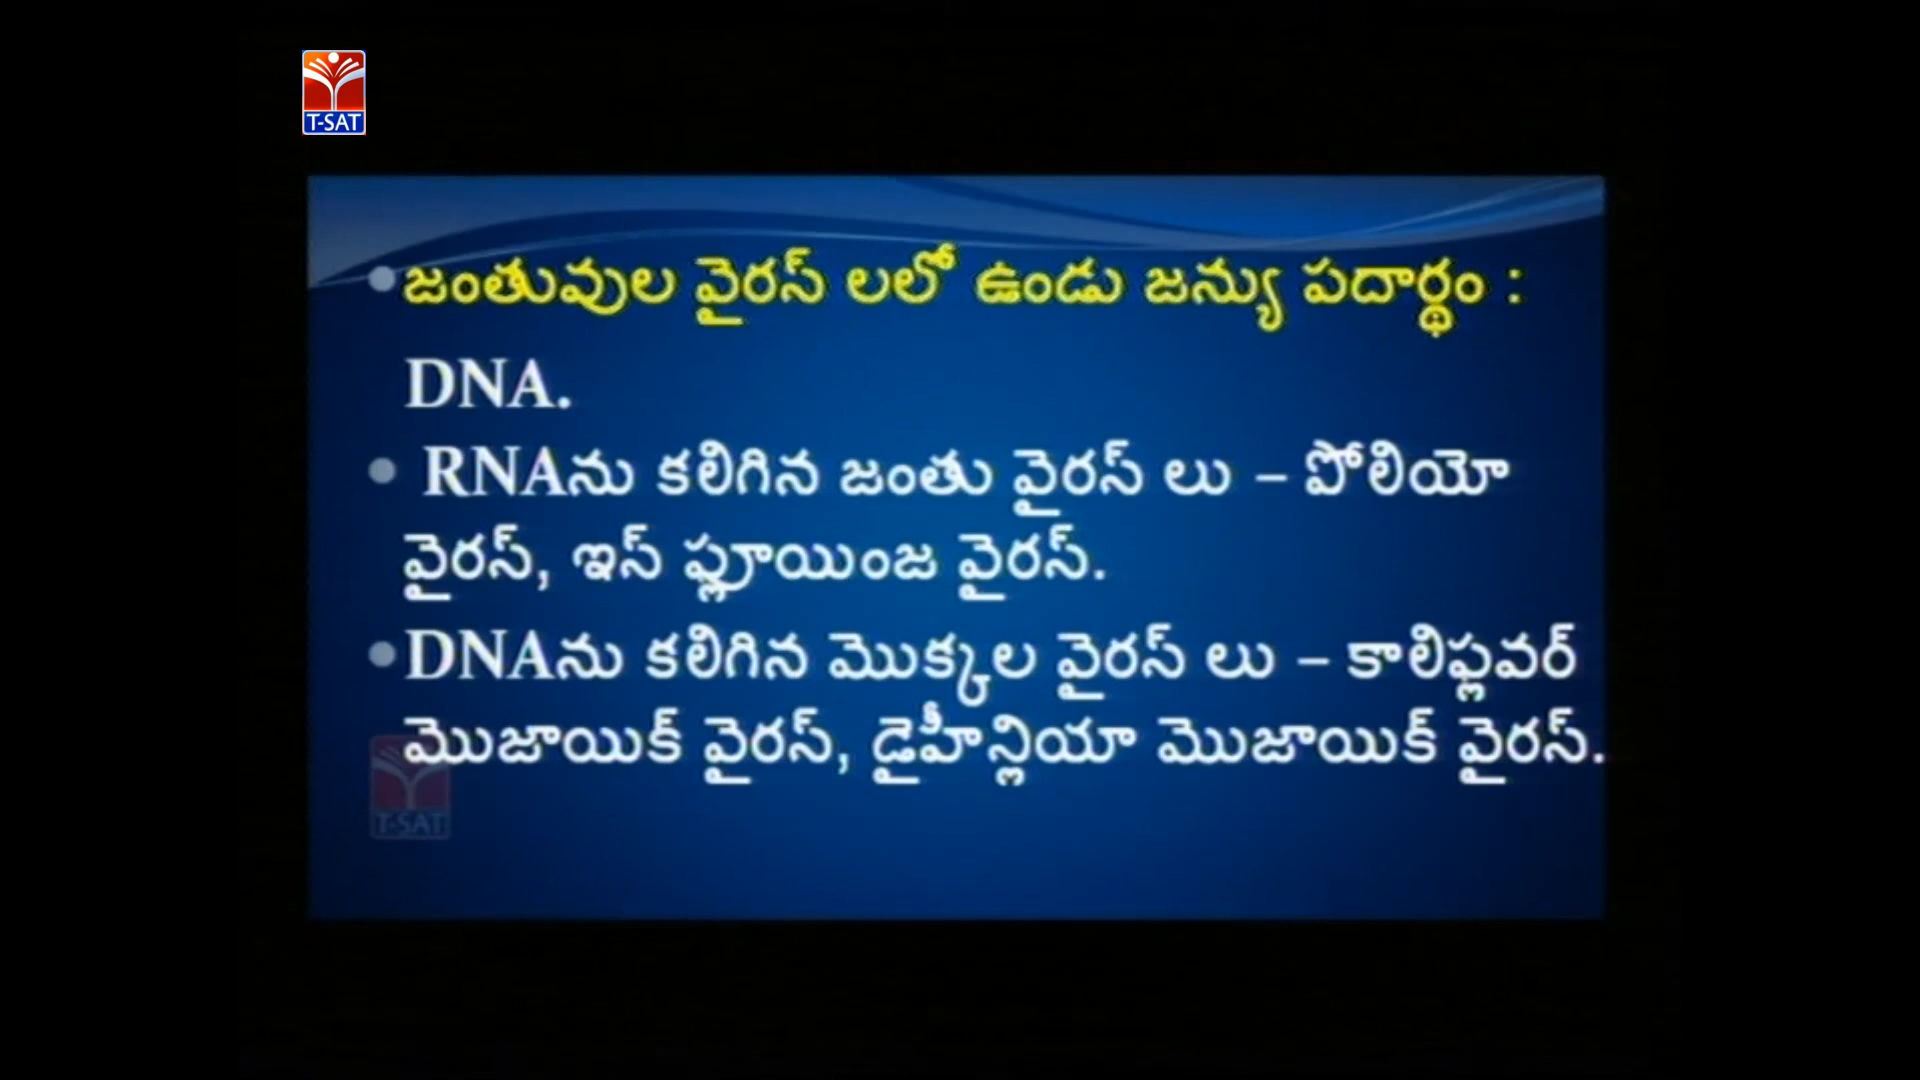 T-SAT
జంతువుల వైరస్ లలో ఉండు జన్యు పదార్థం :
DNA.
RNAను కలిగిన జంతు వైరస్ లు – పోలియో
వైరస్, ఇన్ ఫ్లూయింజ వైరస్.
DNAను కలిగిన మొక్కల వైరస్ లు – కాలిఫ్లవర్
మొజాయిక్ వైరస్, డైహీన్లియా మొజాయిక్ వైరస్.
T-SAT